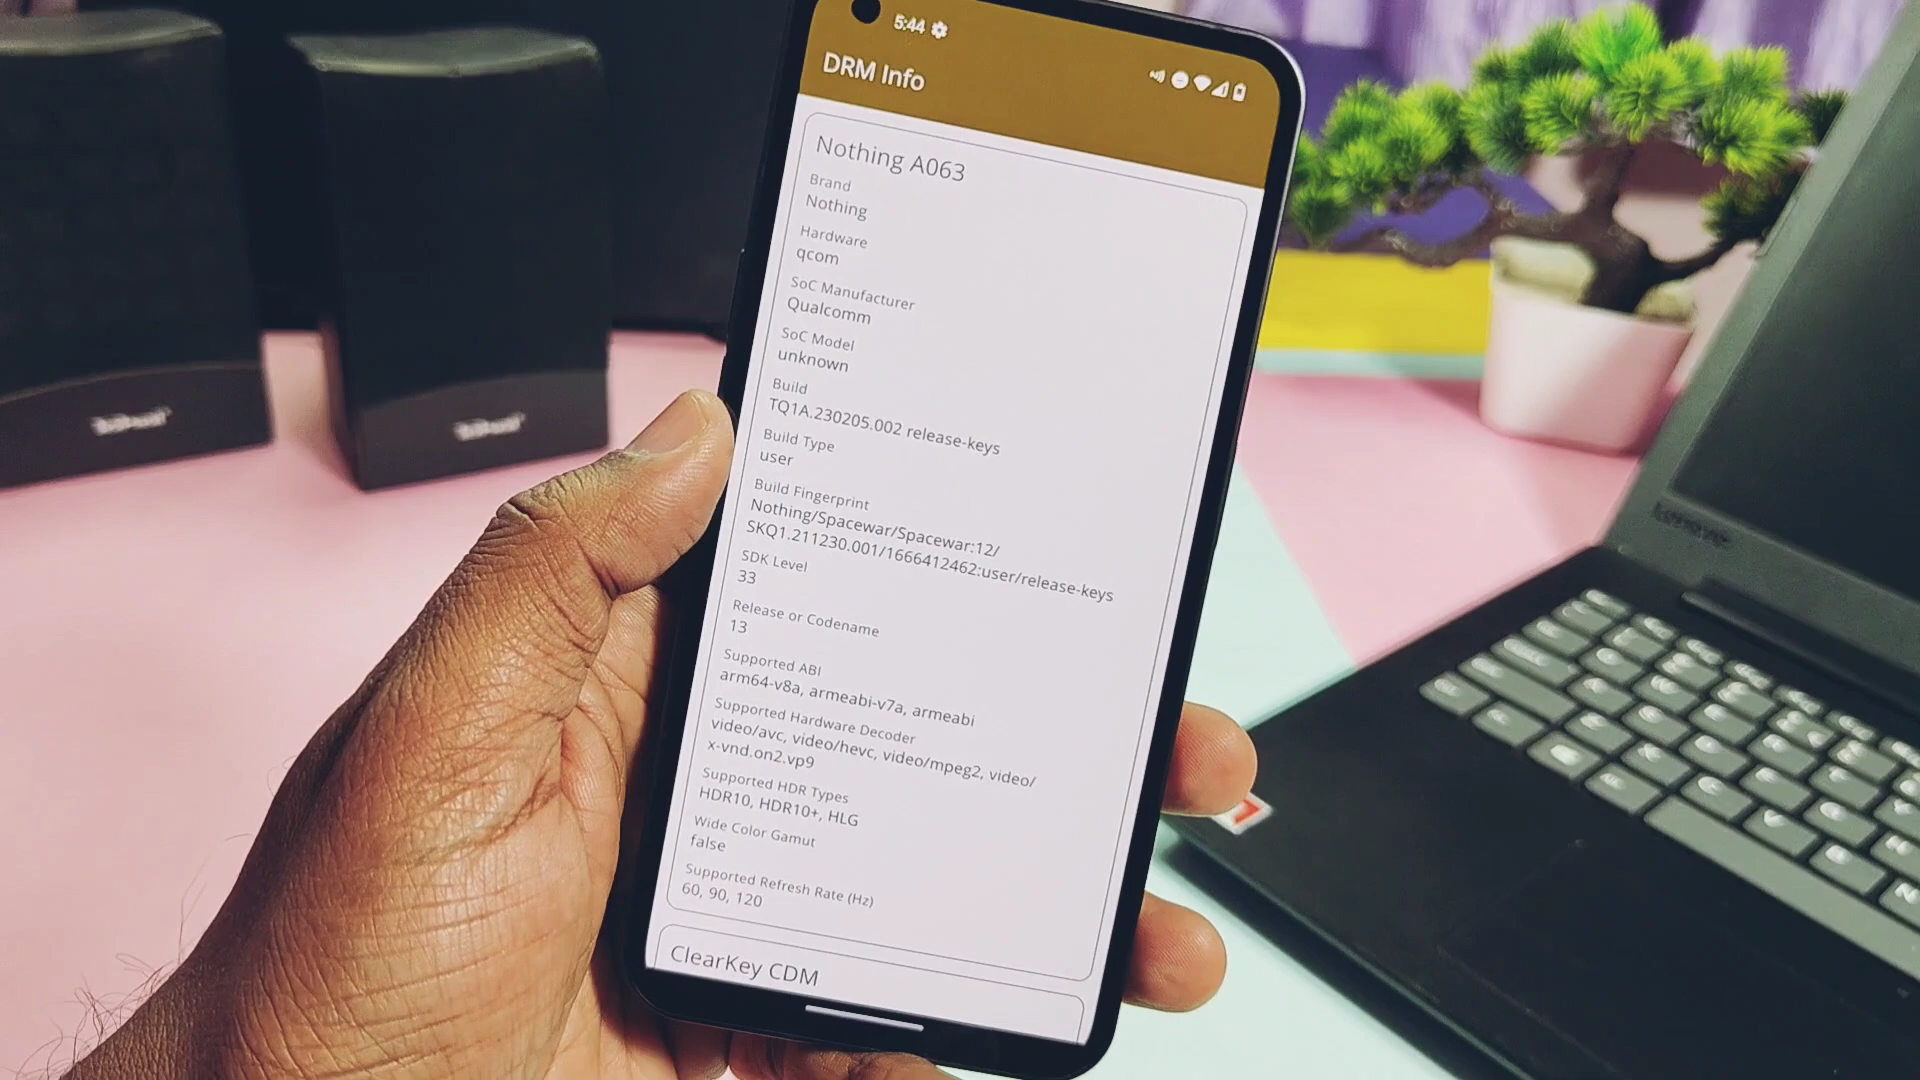 5:44
DRM Info
Nothing A063
Brand
Nothing
Hardware
qcom
SoC Manufacturer
Qualcomm
SoC Model
unknown
Build
TQ1A.230205.002 release-keys
Build Type
user
Build Fingerprint
Nothing/Spacewar/Spacewar:12/
SKQ1.211230.001/1666412462:user/release-keys
SDK Level
33
Release or Codename
13
Supported ABI
arm64-v8a, armeabi-v7a, armeabi
Supported Hardware Decoder
video/avc, video/hevc, video/mpeg2, video/
x-vnd.on2.vp9
Supported HDR Types
HDR10, HDR10+, HLG
Wide Color Gamut
false
Supported Refresh Rate (Hz)
60, 90, 120
ClearKey CDM
Lenovo